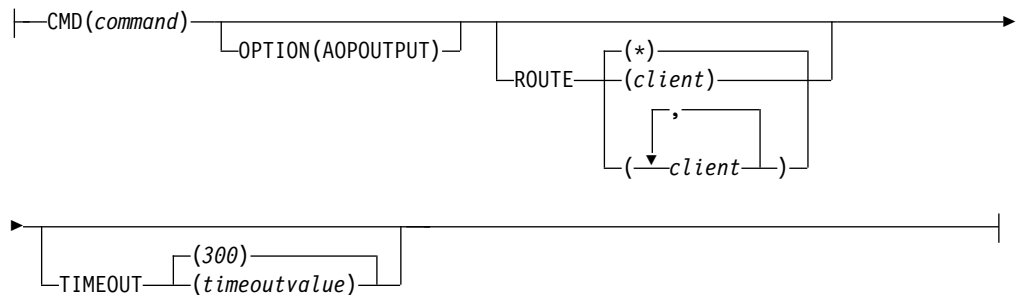 CMD(command)
OPTION(AOPOUTPUT)
ROUTE
(*)
(client)
,
(client)
TIMEOUT
(300)
(timeoutvalue)